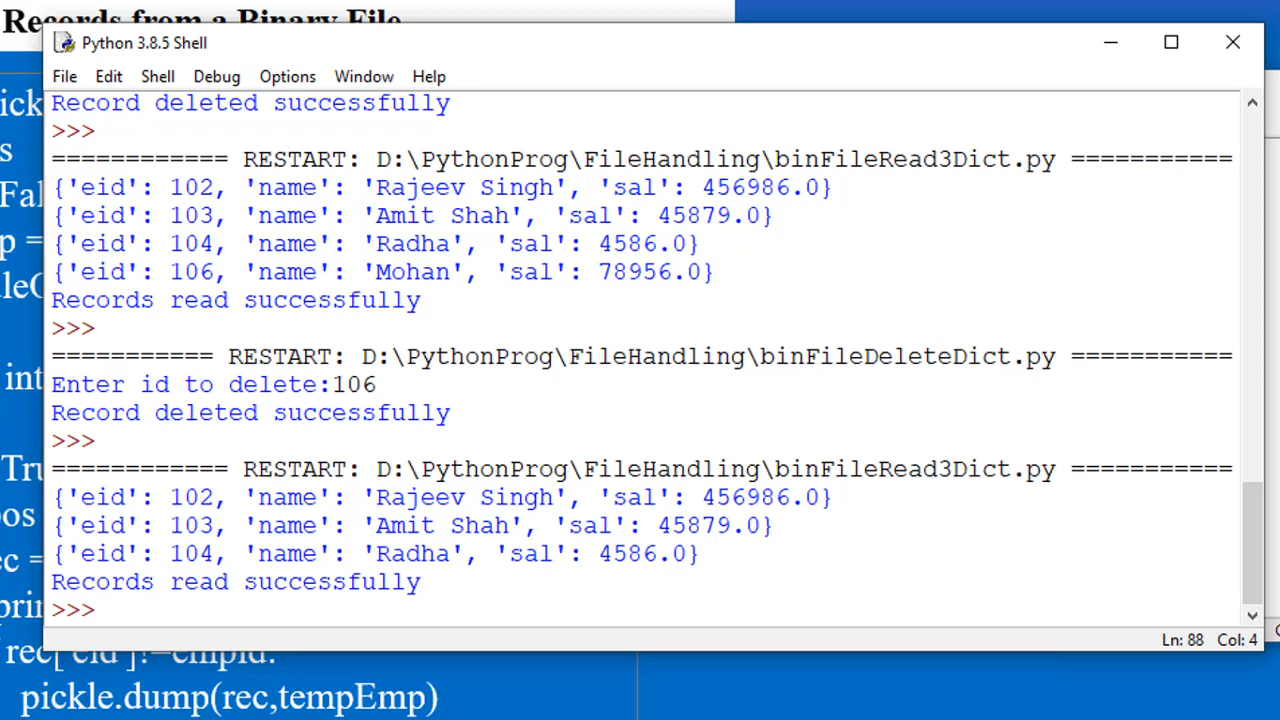 Records from a Binary File
Python 3.8.5 Shell
File Edit Shell Debug Options Window Help
Record deleted successfully
>>>
============ RESTART: D:\PythonProg\FileHandling\binFileRead3Dict.py ===========
{'eid': 102, 'name': 'Rajeev Singh', 'sal': 456986.0}
{'eid': 103, 'name': 'Amit Shah', 'sal': 45879.0}
{'eid': 104, 'name': 'Radha', 'sal': 4586.0}
{'eid': 106, 'name': 'Mohan', 'sal': 78956.0}
Records read successfully
>>>
=========== RESTART: D:\PythonProg\FileHandling\binFileDeleteDict.py ===========
Enter id to delete:106
Record deleted successfully
>>>
============ RESTART: D:\PythonProg\FileHandling\binFileRead3Dict.py ===========
{'eid': 102, 'name': 'Rajeev Singh', 'sal': 456986.0}
{'eid': 103, 'name': 'Amit Shah', 'sal': 45879.0}
{'eid': 104, 'name': 'Radha', 'sal': 4586.0}
Records read successfully
>>>
Ln: 88 Col: 4
pickle.dump(rec,tempEmp)